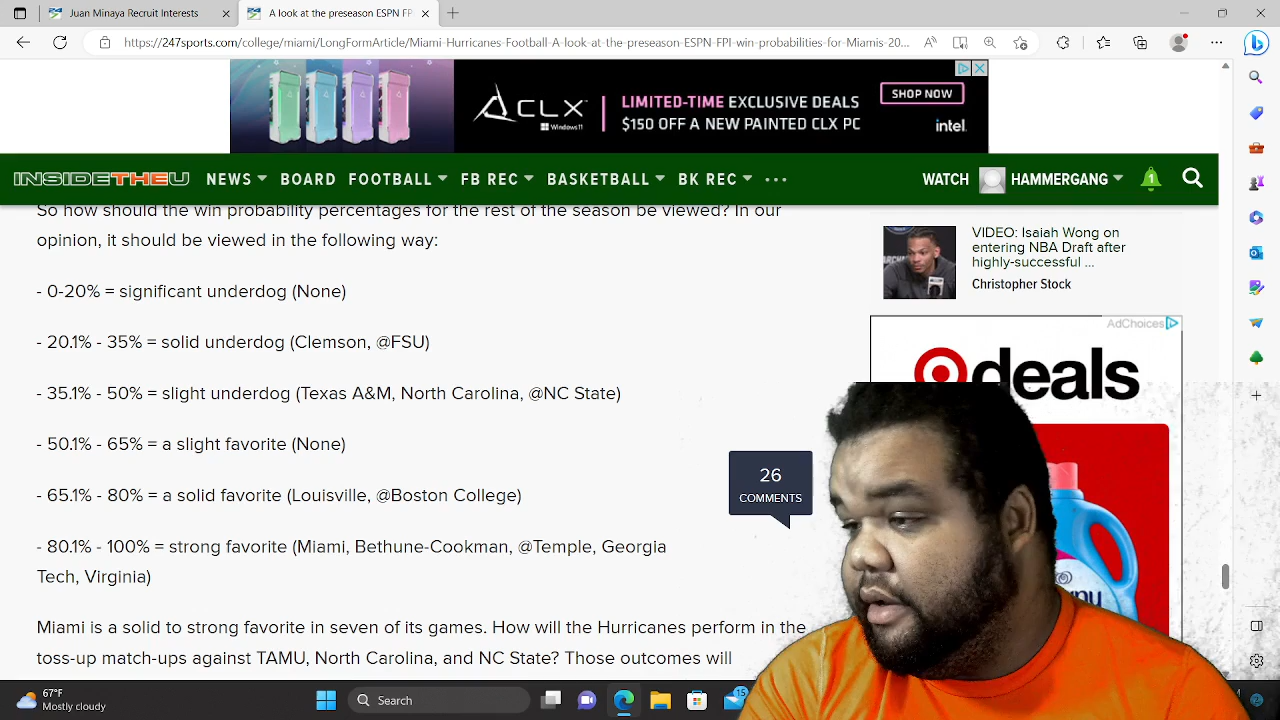 Juan Minaya Recruit Interests
A look at the preseason ESPN FPI
https://247sports.com/college/miami/LongFormArticle/Miami-Hurricanes-Football-A-look-at-the-preseason-ESPN-FPI-win-probabilities-for-Miamis-20...
CLX
Windows 11
LIMITED-TIME EXCLUSIVE DEALS
$150 OFF A NEW PAINTED CLX PC
SHOP NOW
intel
INSIDETHEU NEWS BOARD FOOTBALL FB REC BASKETBALL BK REC WATCH HAMMERGANG 1
So how should the win probability percentages for the rest of the season be viewed? In our
opinion, it should be viewed in the following way:
- 0-20% = significant underdog (None)
- 20.1% - 35% = solid underdog (Clemson, @FSU)
- 35.1% - 50% = slight underdog (Texas A&M, North Carolina, @NC State)
- 50.1% - 65% = a slight favorite (None)
- 65.1% - 80% = a solid favorite (Louisville, @Boston College)
- 80.1% - 100% = strong favorite (Miami, Bethune-Cookman, @Temple, Georgia
Tech, Virginia)
Miami is a solid to strong favorite in seven of its games. How will the Hurricanes perform in the
toss-up match-ups against TAMU, North Carolina, and NC State? Those outcomes will
26
COMMENTS
VIDEO: Isaiah Wong on
entering NBA Draft after
highly-successful ...
Christopher Stock
AdChoices
deals
67°F
Mostly cloudy
Search
15